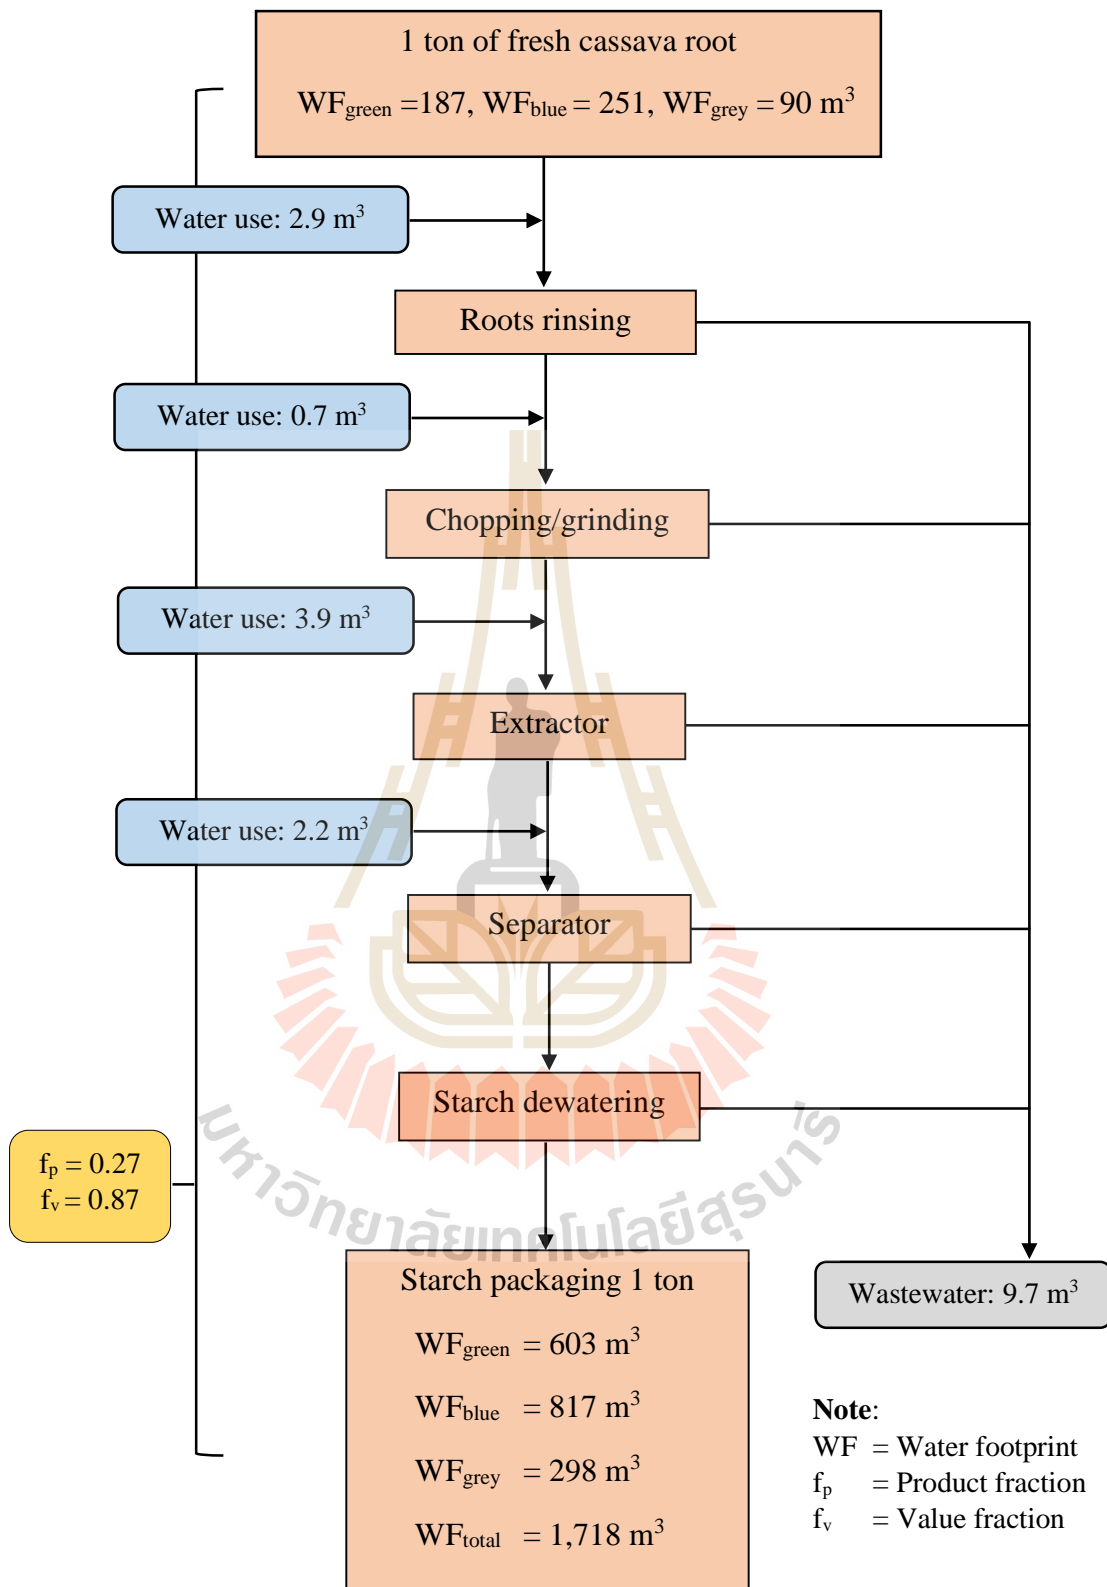 1 ton of fresh cassava root
WFgreen =187, WFblue = 251, WFgrey = 90 m³
Water use: 2.9 m³
Roots rinsing
Water use: 0.7 m³
Chopping/grinding
Water use: 3.9 m³
Extractor
Water use: 2.2 m³
Separator
Starch dewatering
fp = 0.27
fv = 0.87
มหาวิทยาลัยเทคโนโลยีสุรนารี
Starch packaging 1 ton
WFgreen = 603 m³
WFblue = 817 m³
WFgrey = 298 m³
WFtotal = 1,718 m³
Wastewater: 9.7 m³
Note:
WF = Water footprint
fp = Product fraction
fv = Value fraction